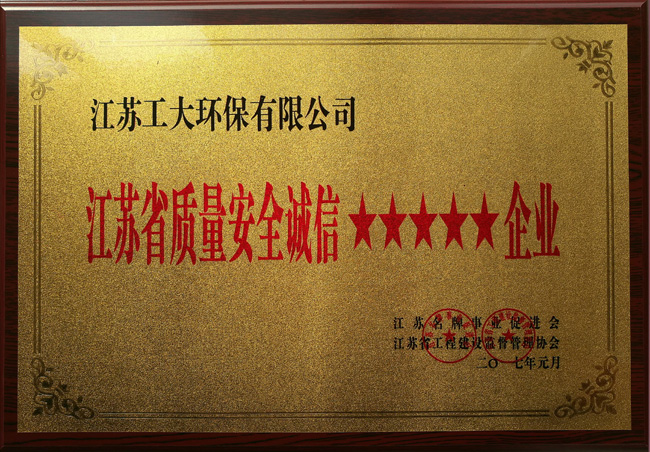 江苏工大环保有限公司
江苏省质量安全诚信★★★★★企业
江苏名牌事业促进会
江苏省工程建设监督管理协会
二〇一七年元月